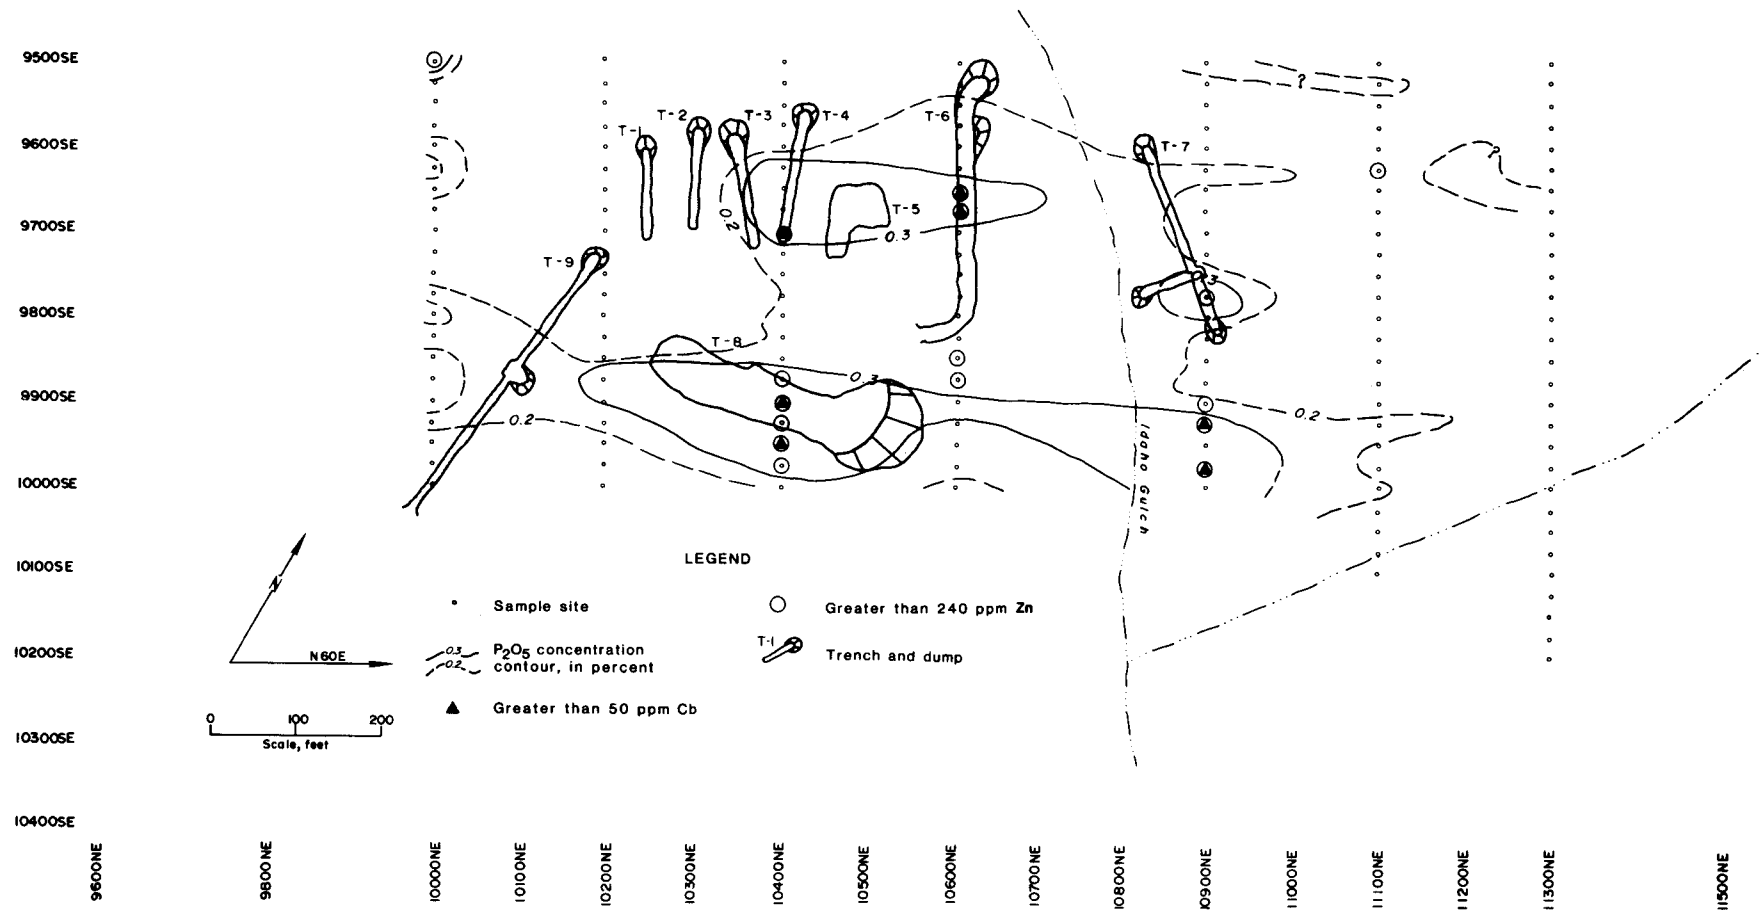 9500SE
9600SE
9700SE
9800SE
9900SE
10000SE
10100SE
10200SE
10300SE
10400SE
T-1
T-2
T-3
T-4
T-6
T-7
T-5
T-9
T-8
0.2
0.3
.3
0.3
0.2
0.2
?
?
Idaho Gulch
N
N60E
0 100 200
Scale, feet
LEGEND
Sample site
0.3
0.2
P₂O₅ concentration
contour, in percent
Greater than 50 ppm Cb
Greater than 240 ppm Zn
T-1
Trench and dump
9600NE
9800NE
10000NE
10100NE
10200NE
10300NE
10400NE
10500NE
10600NE
10700NE
10800NE
10900NE
11000NE
11100NE
11200NE
11300NE
11500NE